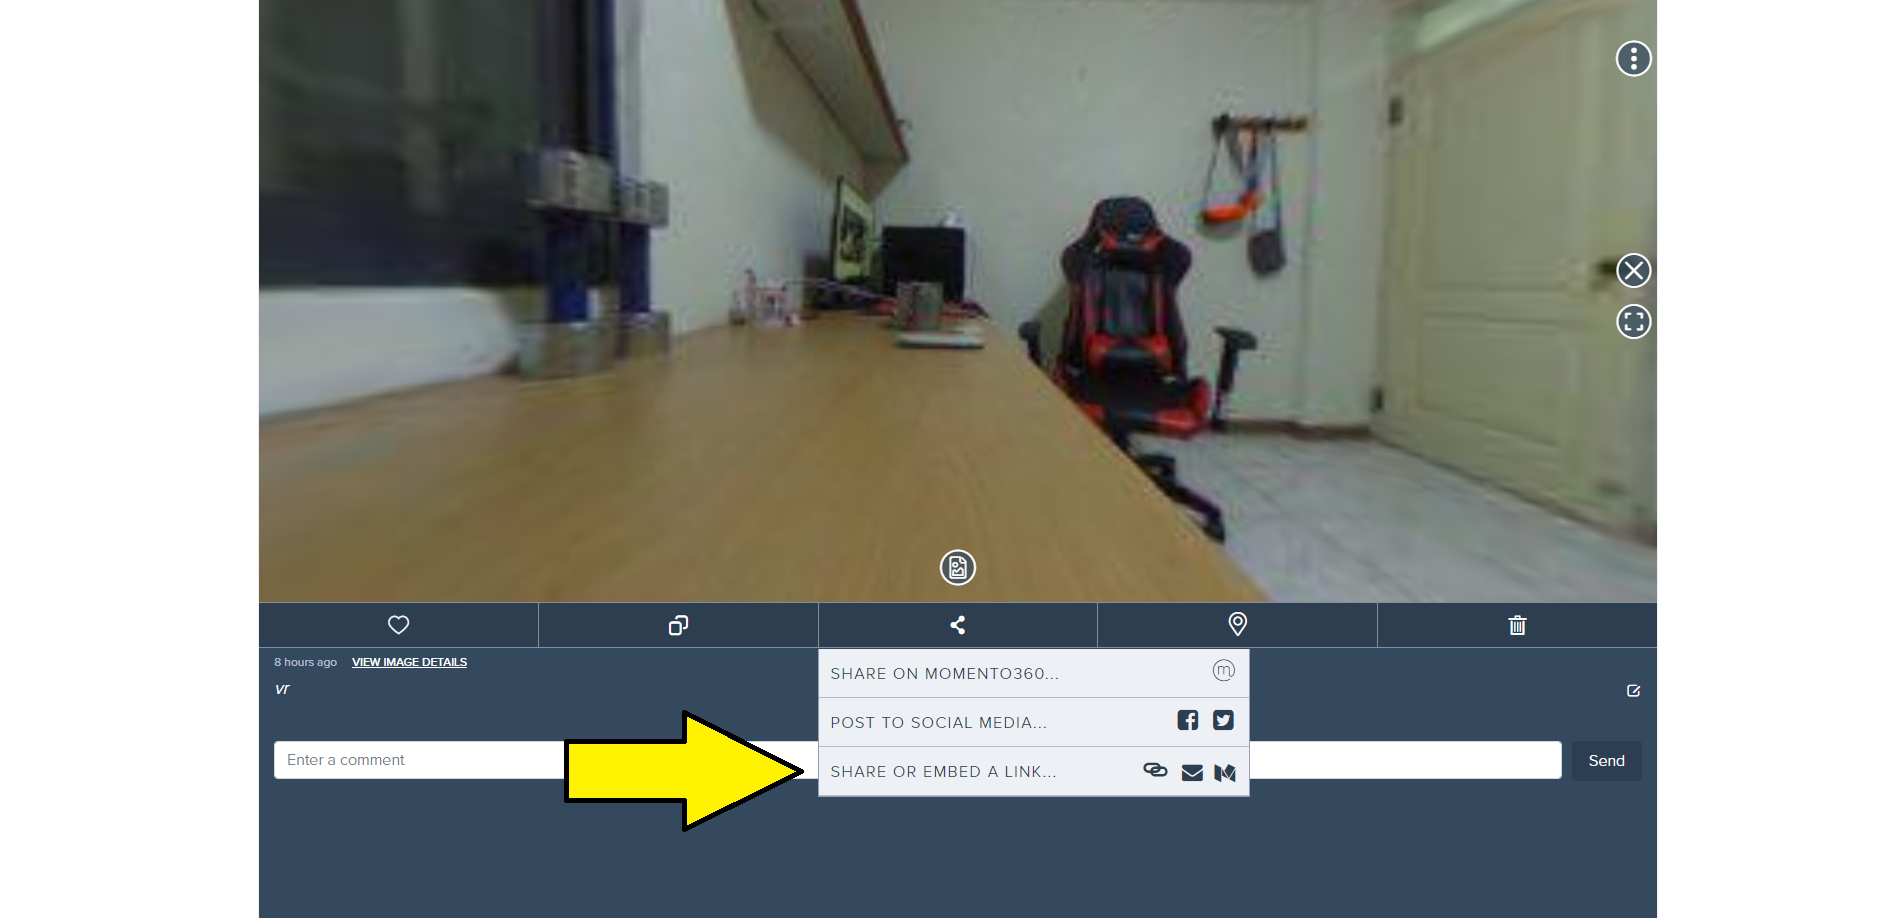 8 hours ago VIEW IMAGE DETAILS
vr
SHARE ON MOMENTO360...
POST TO SOCIAL MEDIA...
SHARE OR EMBED A LINK...
Enter a comment
Send